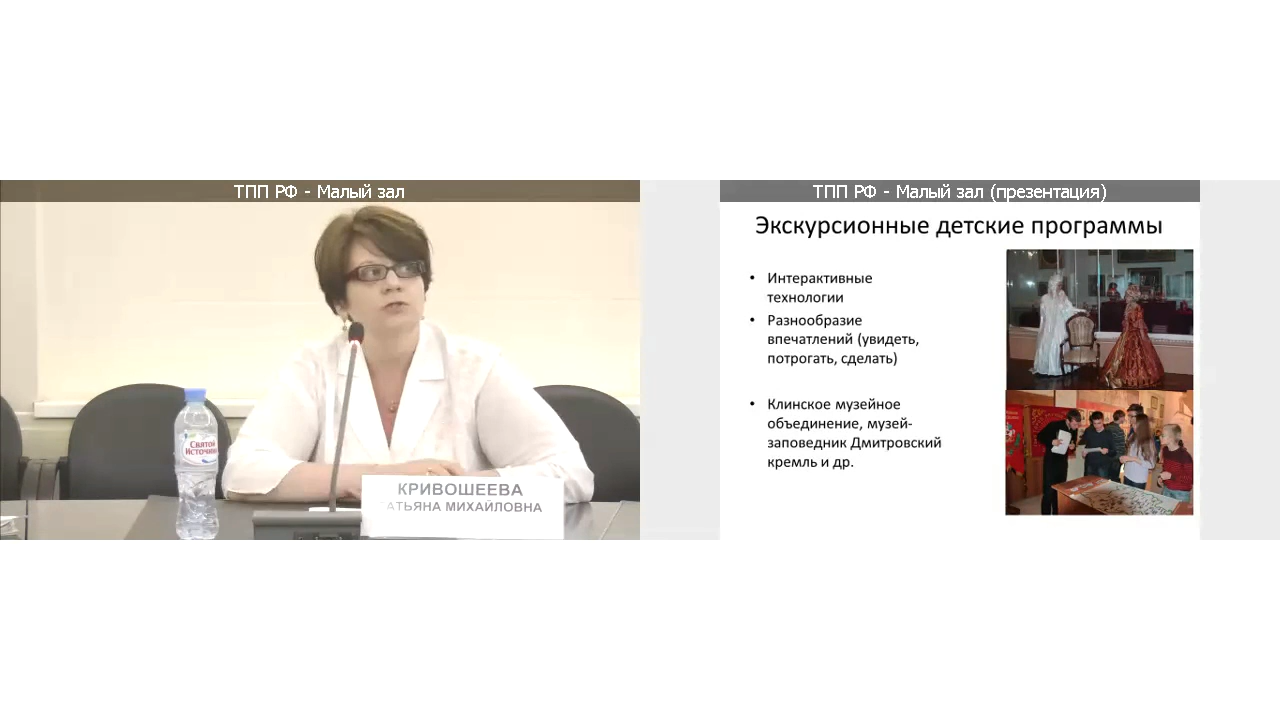 ТПП РФ - Малый зал
СВЯТОЙ
ИСТОЧНИК
КРИВОШЕЕВА
АТЬЯНА МИХАЙЛОВНА
ТПП РФ - Малый зал (презентация)
Экскурсионные детские программы
• Интерактивные
технологии
• Разнообразие
впечатлений (увидеть,
потрогать, сделать)
• Клинское музейное
объединение, музей-
заповедник Дмитровский
кремль и др.